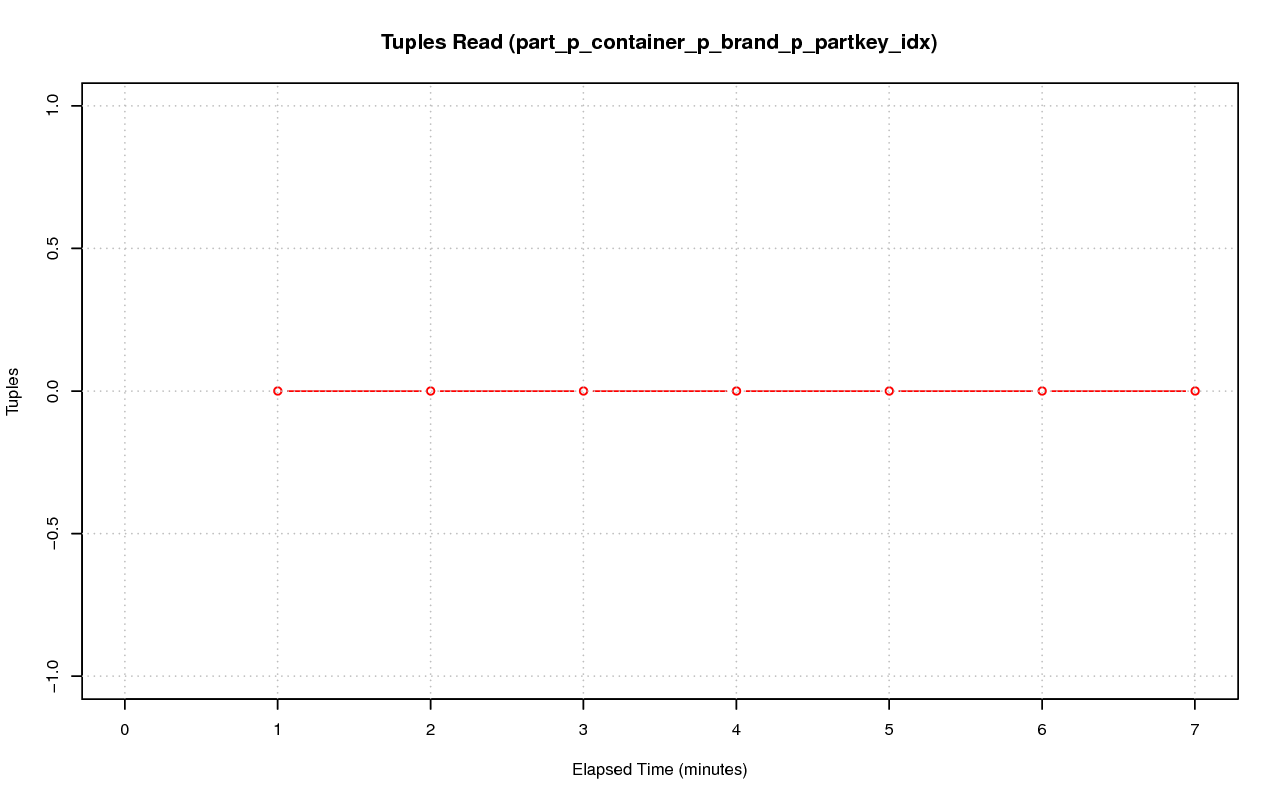 Tuples Read (part_p_container_p_brand_p_partkey_idx)
1.0
0.5
0.0
−0.5
−1.0
Tuples
0 1 2 3 4 5 6 7
Elapsed Time (minutes)